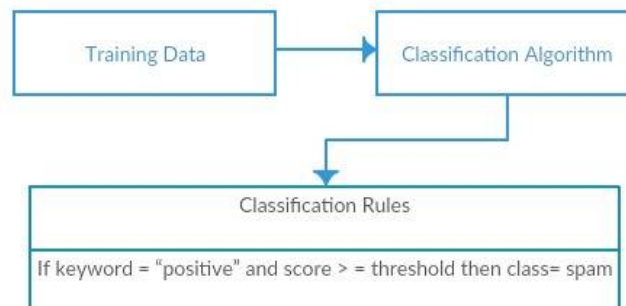 Training Data
Classification Algorithm
Classification Rules
If keyword = “positive” and score > = threshold then class= spam